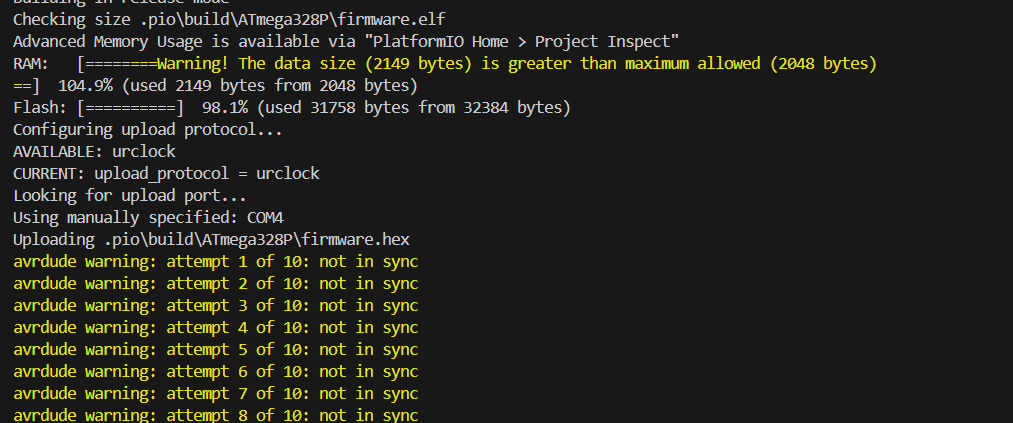 Building in release mode
Checking size .pio\build\ATmega328P\firmware.elf
Advanced Memory Usage is available via "PlatformIO Home > Project Inspect"
RAM:   [========Warning! The data size (2149 bytes) is greater than maximum allowed (2048 bytes)
==]  104.9% (used 2149 bytes from 2048 bytes)
Flash: [==========]  98.1% (used 31758 bytes from 32384 bytes)
Configuring upload protocol...
AVAILABLE: urclock
CURRENT: upload_protocol = urclock
Looking for upload port...
Using manually specified: COM4
Uploading .pio\build\ATmega328P\firmware.hex
avrdude warning: attempt 1 of 10: not in sync
avrdude warning: attempt 2 of 10: not in sync
avrdude warning: attempt 3 of 10: not in sync
avrdude warning: attempt 4 of 10: not in sync
avrdude warning: attempt 5 of 10: not in sync
avrdude warning: attempt 6 of 10: not in sync
avrdude warning: attempt 7 of 10: not in sync
avrdude warning: attempt 8 of 10: not in sync